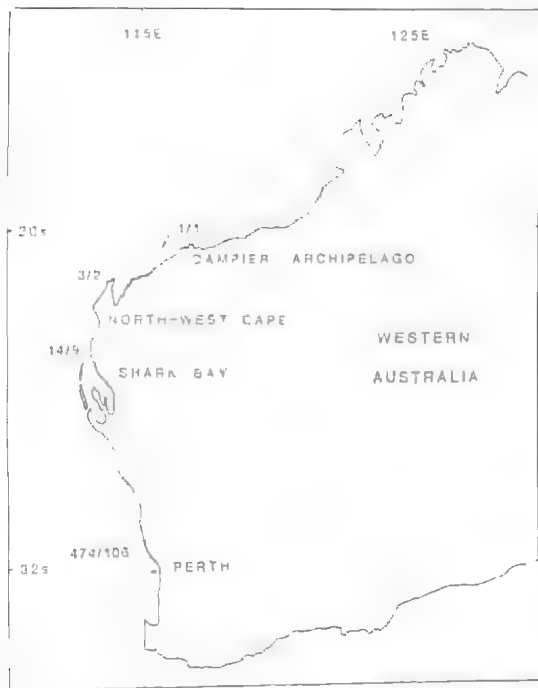 115E 125E
20s
1/1
DAMPIER ARCHIPELAGO
3/2
NORTH-WEST CAPE
WESTERN
AUSTRALIA
14/9
SHARK BAY
474/106
PERTH
32s